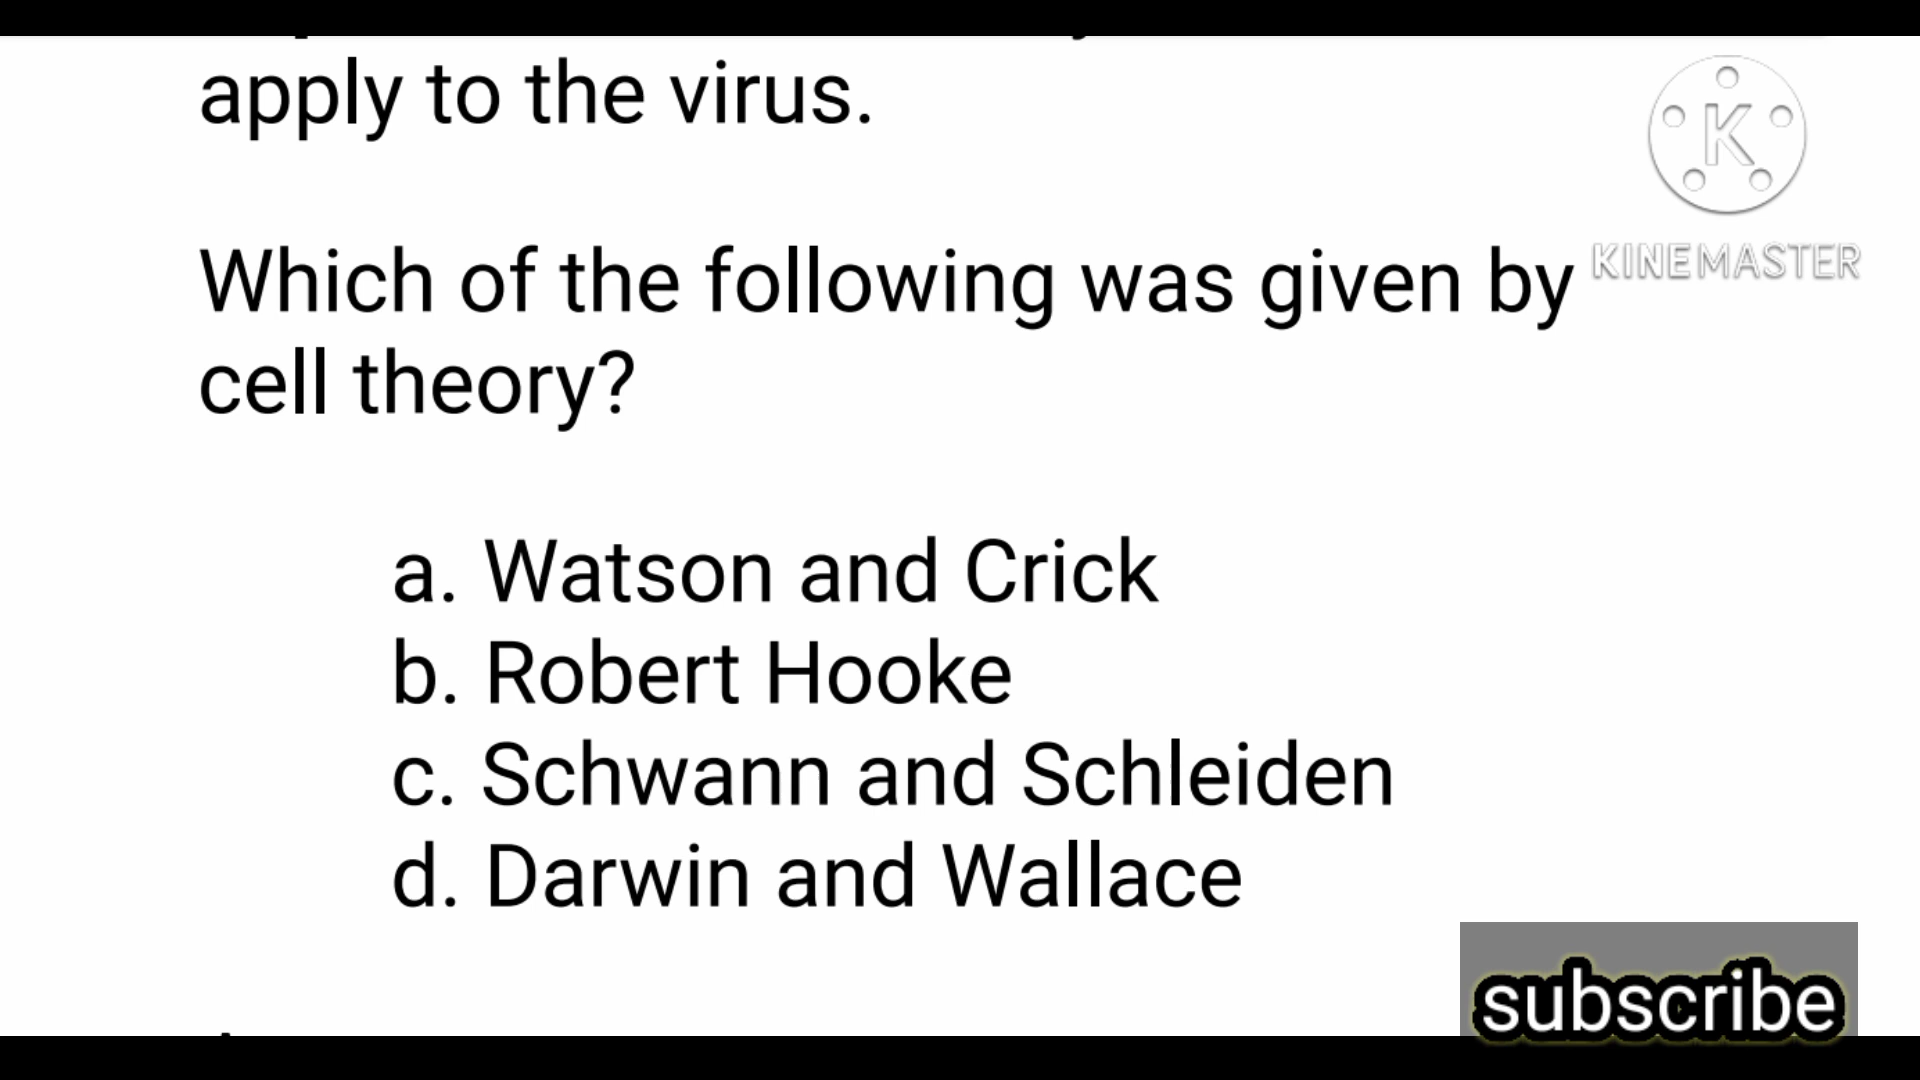 apply to the virus.
Which of the following was given by
cell theory?
a. Watson and Crick
b. Robert Hooke
c. Schwann and Schleiden
d. Darwin and Wallace
K
KINEMASTER
subscribe